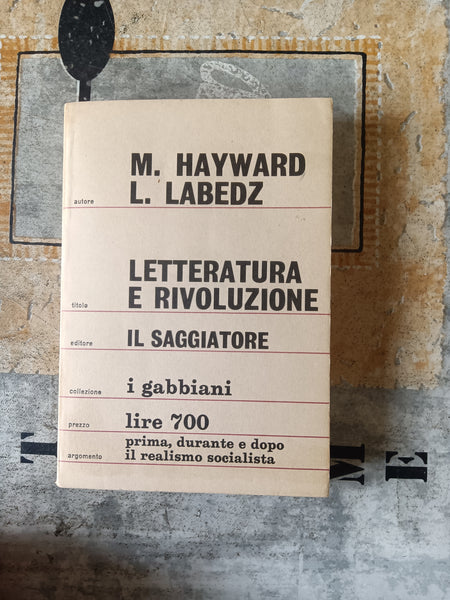 M. HAYWARD
autore L. LABEDZ
LETTERATURA
titolo E RIVOLUZIONE
editore IL SAGGIATORE
collezione i gabbiani
prezzo lire 700
prima, durante e dopo
argomento il realismo socialista
T M E